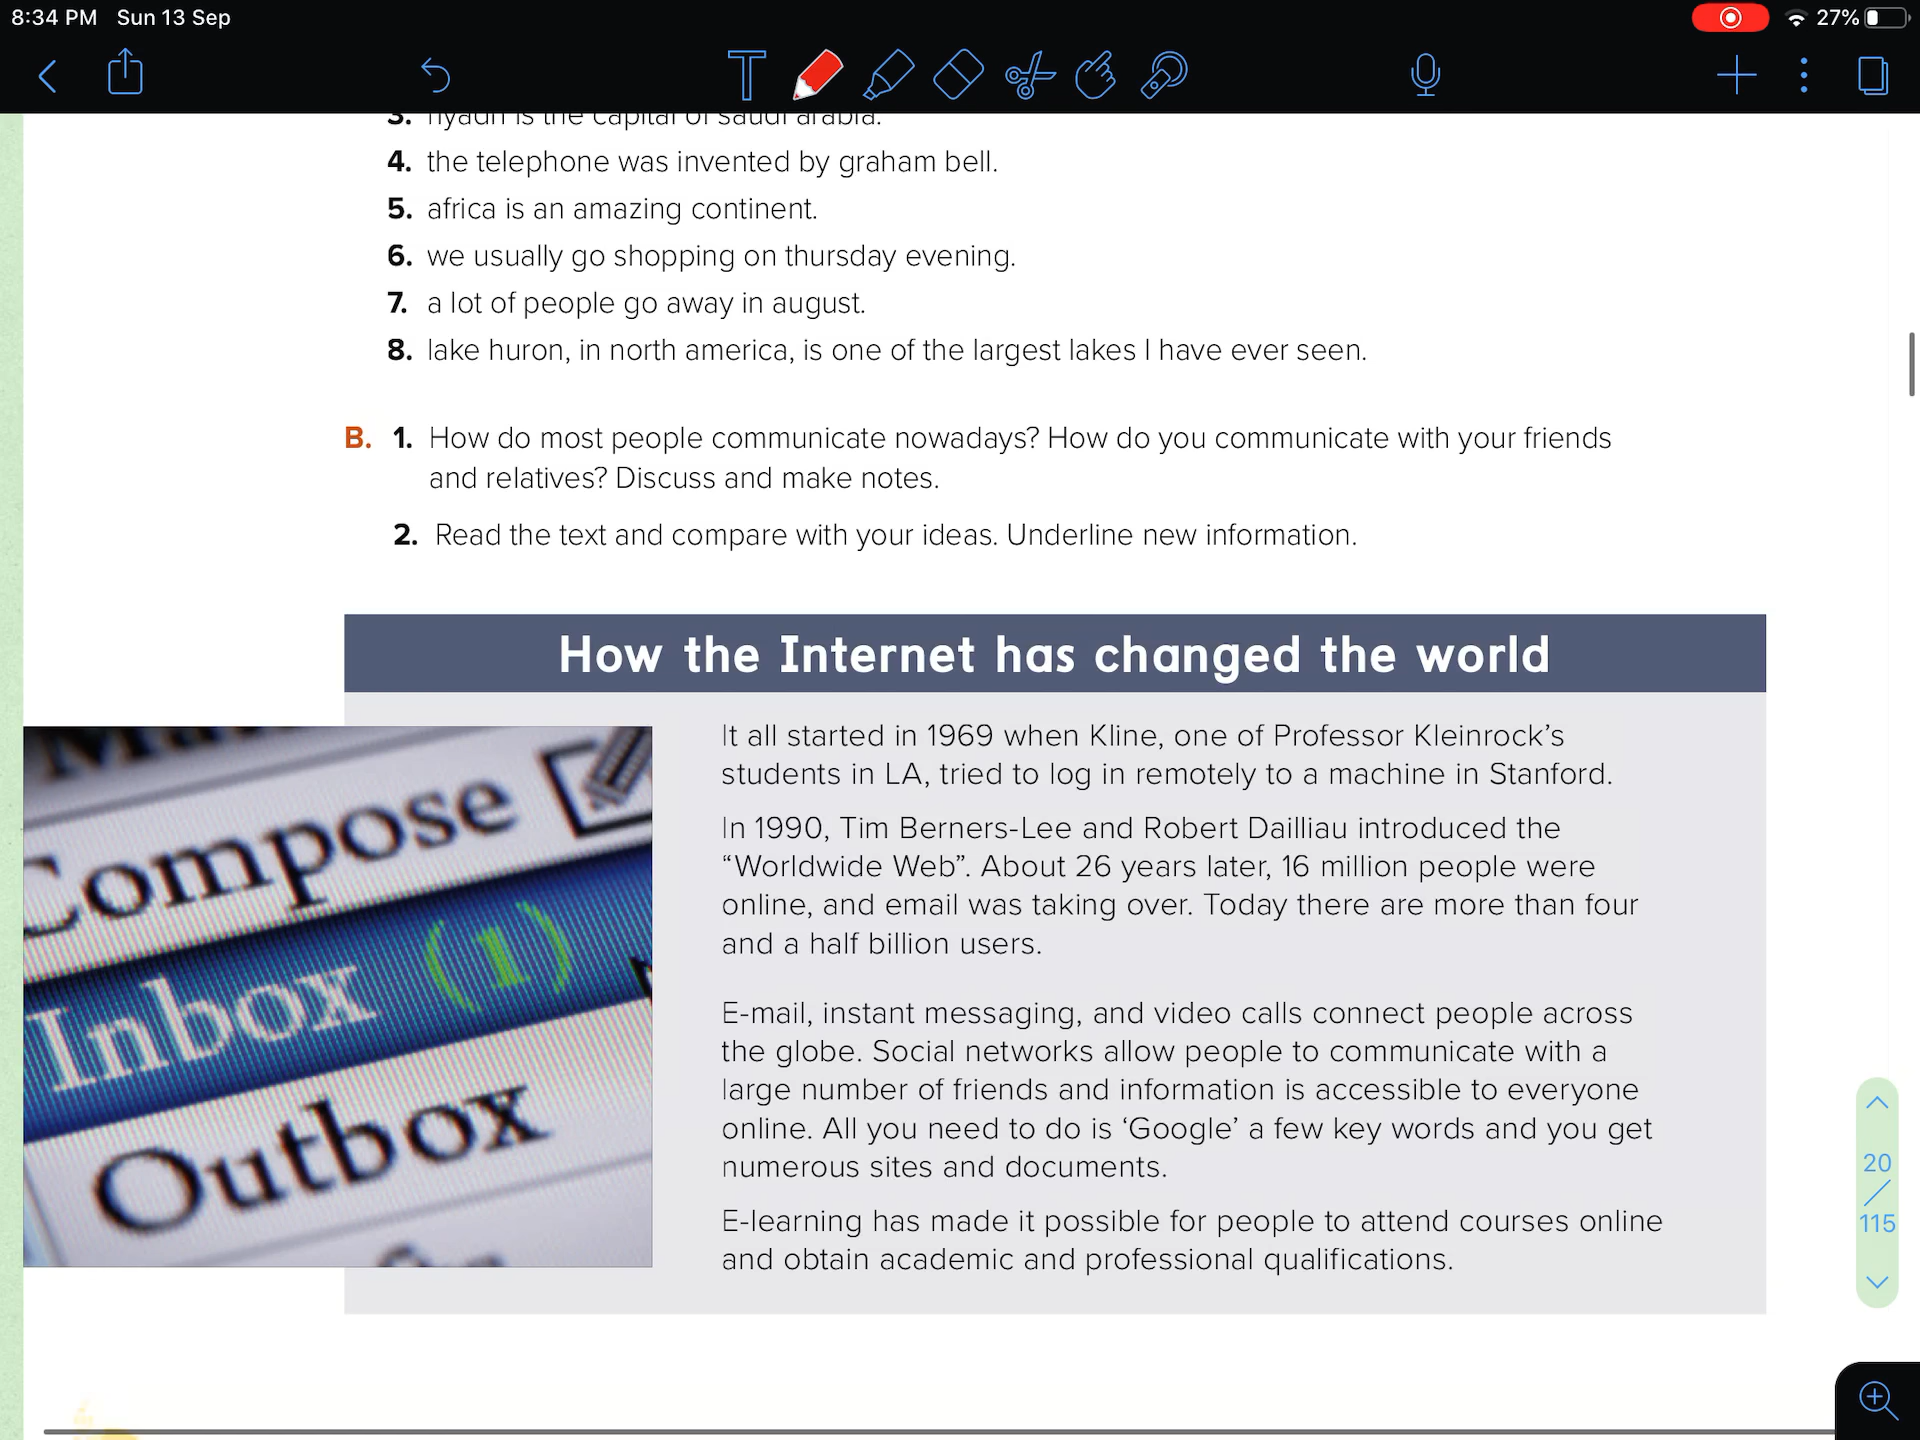 8:34 PM Sun 13 Sep
27%
3. riyadh is the capital of saudi arabia.
4. the telephone was invented by graham bell.
5. africa is an amazing continent.
6. we usually go shopping on thursday evening.
7. a lot of people go away in august.
8. lake huron, in north america, is one of the largest lakes I have ever seen.
B. 1. How do most people communicate nowadays? How do you communicate with your friends
and relatives? Discuss and make notes.
2. Read the text and compare with your ideas. Underline new information.
How the Internet has changed the world
Compose
Inbox (1)
Outbox
It all started in 1969 when Kline, one of Professor Kleinrock’s
students in LA, tried to log in remotely to a machine in Stanford.
In 1990, Tim Berners-Lee and Robert Dailliau introduced the
“Worldwide Web”. About 26 years later, 16 million people were
online, and email was taking over. Today there are more than four
and a half billion users.
E-mail, instant messaging, and video calls connect people across
the globe. Social networks allow people to communicate with a
large number of friends and information is accessible to everyone
online. All you need to do is ‘Google’ a few key words and you get
numerous sites and documents.
E-learning has made it possible for people to attend courses online
and obtain academic and professional qualifications.
20
/
115